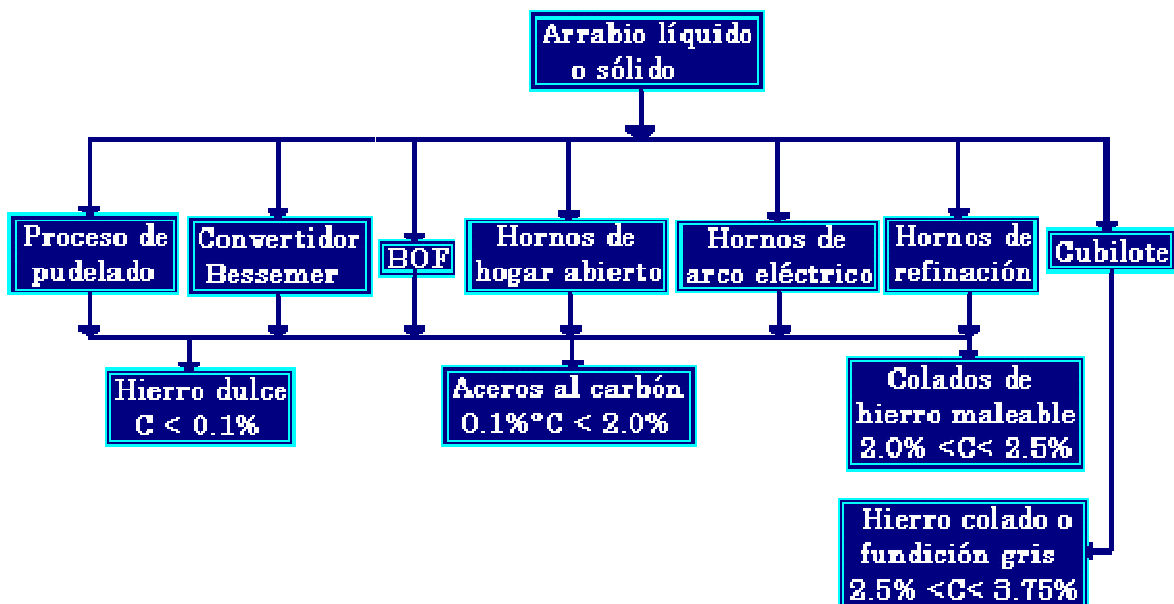 Arrabio líquido
o sólido
Proceso de
pudelado
Convertidor
Bessemer
BOF
Hornos de
hogar abierto
Hornos de
arco eléctrico
Hornos de
refinación
Cubilote
Hierro dulce
C < 0.1%
Aceros al carbón
0.1%°C < 2.0%
Colados de
hierro maleable
2.0% <C< 2.5%
Hierro colado o
fundición gris
2.5% <C< 3.75%